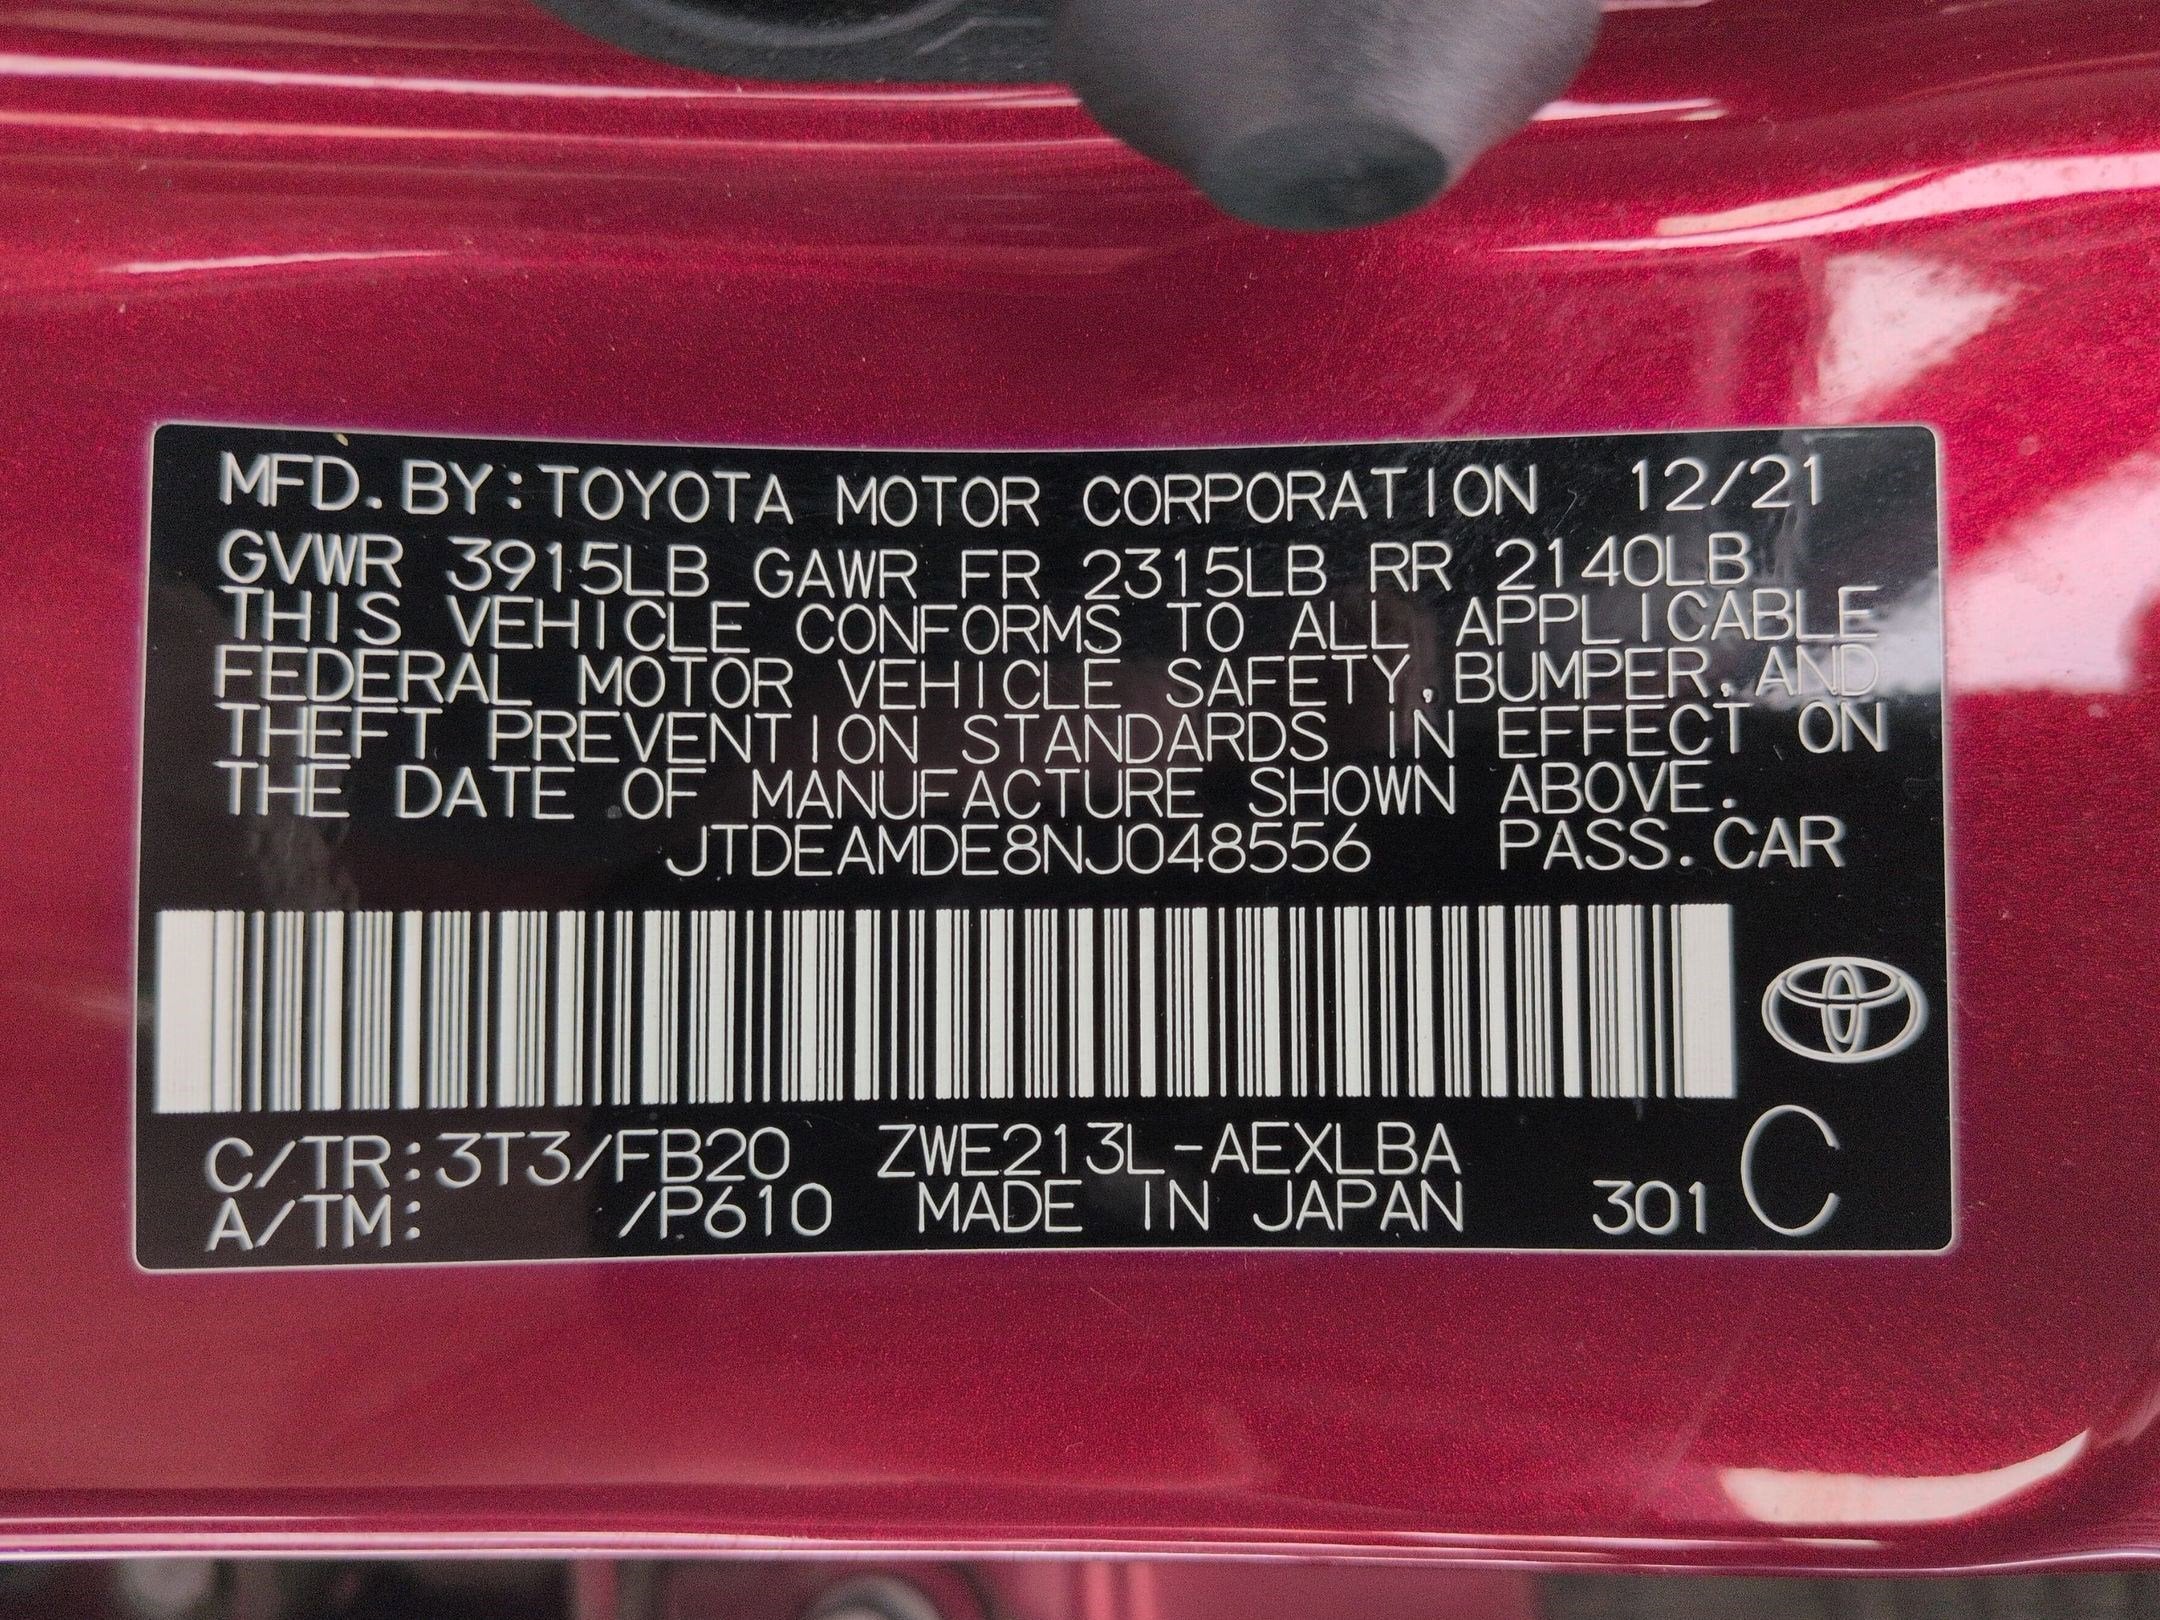 MFD. BY: TOYOTA MOTOR CORPORATION 12/21
GVWR 3915LB GAWR FR 2315LB RR 2140LB
THIS VEHICLE CONFORMS TO ALL APPLICABLE
FEDERAL MOTOR VEHICLE SAFETY, BUMPER, AND
THEFT PREVENTION STANDARDS IN EFFECT ON
THE DATE OF MANUFACTURE SHOWN ABOVE.
JTDEAMDE8NJ048556 PASS. CAR
C/TR: 3T3/FB20 ZWE213L-AEXLBA
A/TM: /P610 MADE IN JAPAN 301 C